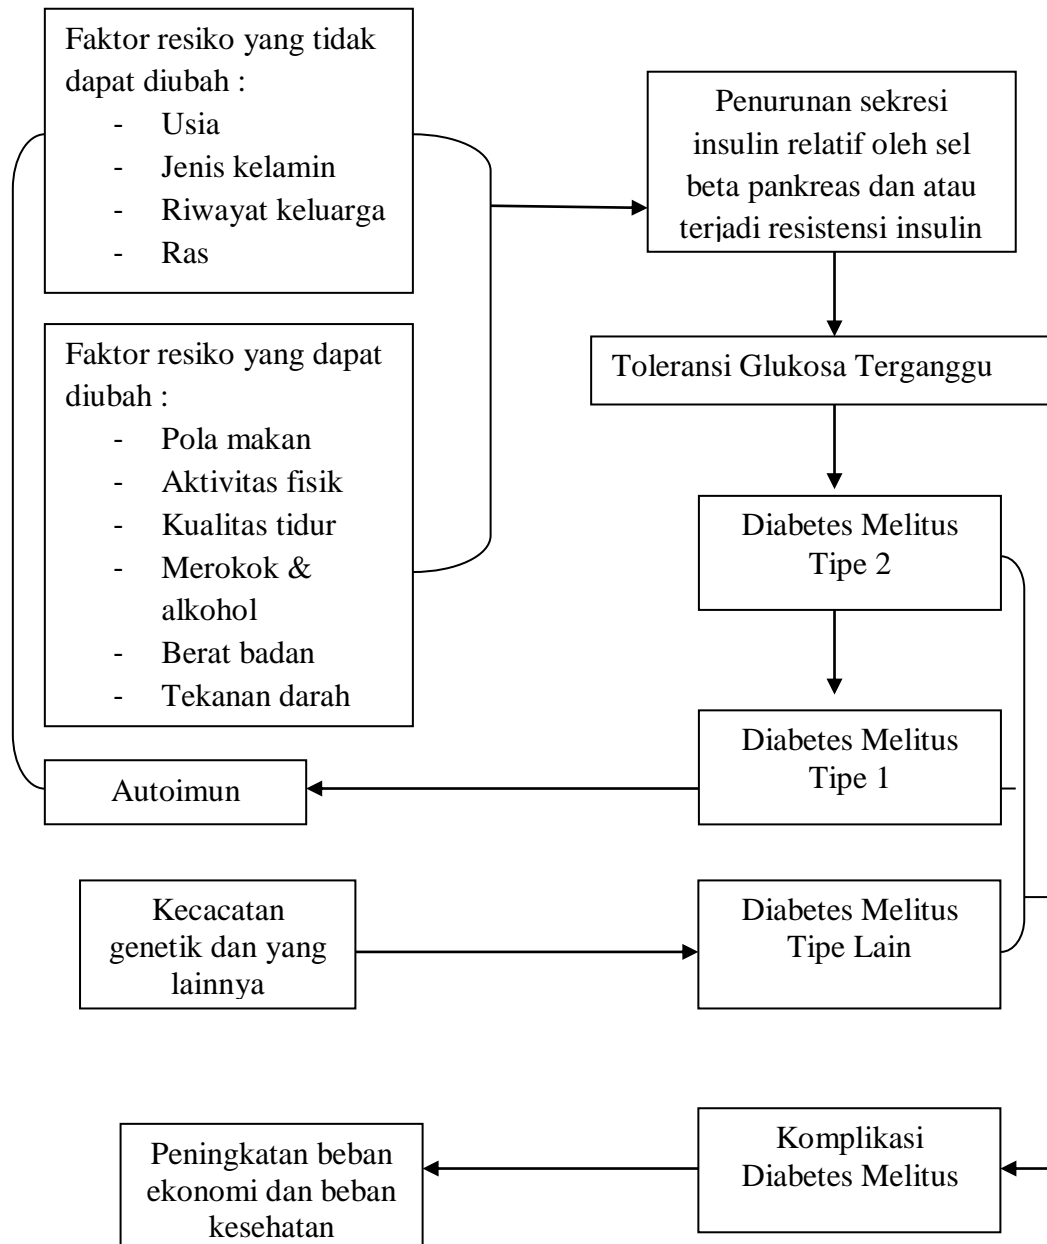 Faktor resiko yang tidak
dapat diubah :
- Usia
- Jenis kelamin
- Riwayat keluarga
- Ras
Penurunan sekresi
insulin relatif oleh sel
beta pankreas dan atau
terjadi resistensi insulin
Faktor resiko yang dapat
diubah :
- Pola makan
- Aktivitas fisik
- Kualitas tidur
- Merokok &
alkohol
- Berat badan
- Tekanan darah
Toleransi Glukosa Terganggu
Diabetes Melitus
Tipe 2
Diabetes Melitus
Tipe 1
Autoimun
Kecacatan
genetik dan yang
lainnya
Diabetes Melitus
Tipe Lain
Komplikasi
Diabetes Melitus
Peningkatan beban
ekonomi dan beban
kesehatan